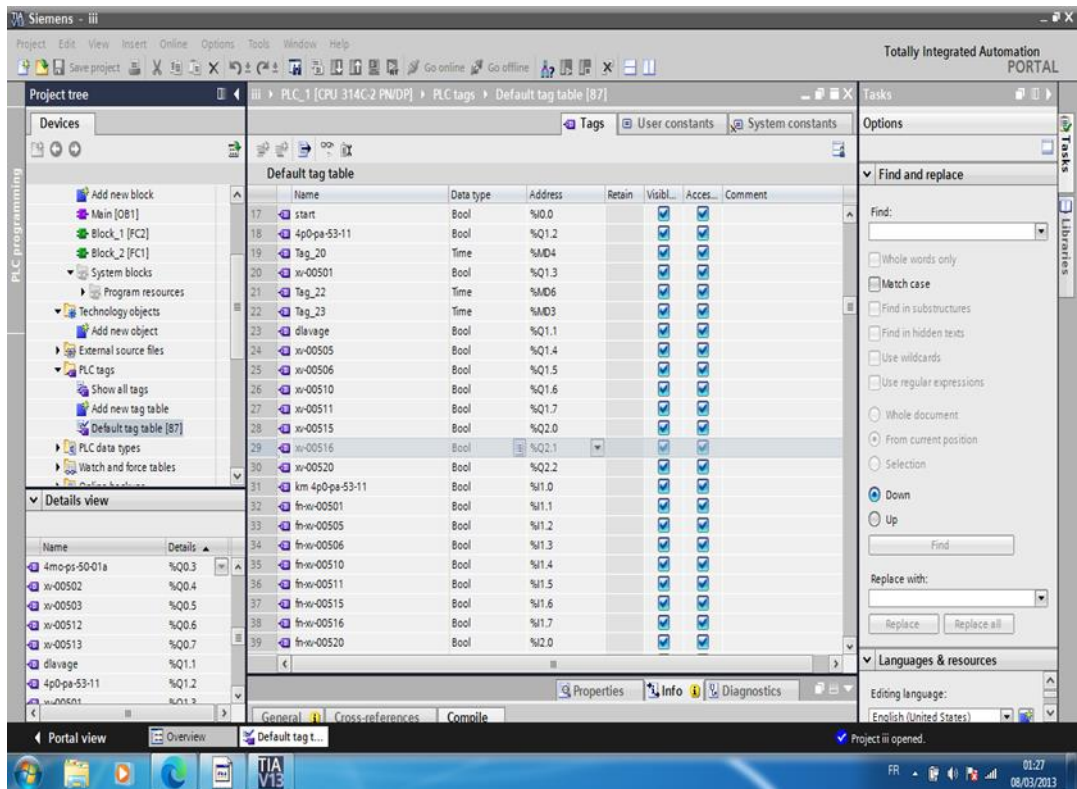 Siemens - iii
Project Edit View Insert Online Options Tools Window Help
Totally Integrated Automation
PORTAL
Save project Go online Go offline
Project tree
iii PLC_1 [CPU 314C-2 PN/DP] PLC tags Default tag table [87]
Tasks
Devices
Tags User constants System constants
Options
Default tag table
Find and replace
Name Data type Address Retain Visibl... Acces... Comment
17 start Bool %I0.0
18 4p0-pa-53-11 Bool %Q1.2
19 Tag_20 Time %MD4
20 xv-00501 Bool %Q1.3
21 Tag_22 Time %MD6
22 Tag_23 Time %MD3
23 dlavage Bool %Q1.1
24 xv-00505 Bool %Q1.4
25 xv-00506 Bool %Q1.5
26 xv-00510 Bool %Q1.6
27 xv-00511 Bool %Q1.7
28 xv-00515 Bool %Q2.0
29 xv-00516 Bool %Q2.1
30 xv-00520 Bool %Q2.2
31 km 4p0-pa-53-11 Bool %I1.0
32 fn-xv-00501 Bool %I1.1
33 fn-xv-00505 Bool %I1.2
34 fn-xv-00506 Bool %I1.3
35 fn-xv-00510 Bool %I1.4
36 fn-xv-00511 Bool %I1.5
37 fn-xv-00515 Bool %I1.6
38 fn-xv-00516 Bool %I1.7
39 fn-xv-00520 Bool %I2.0
PLC programming
Add new block
Main [OB1]
Block_1 [FC2]
Block_2 [FC1]
System blocks
Program resources
Technology objects
Add new object
External source files
PLC tags
Show all tags
Add new tag table
Default tag table [87]
PLC data types
Watch and force tables
Details view
Name Details
4mo-ps-50-01a %Q0.3
xv-00502 %Q0.4
xv-00503 %Q0.5
xv-00512 %Q0.6
xv-00513 %Q0.7
dlavage %Q1.1
4p0-pa-53-11 %Q1.2
xv-00501 %Q1.3
Find:
Whole words only
Match case
Find in substructures
Find in hidden texts
Use wildcards
Use regular expressions
Whole document
From current position
Selection
Down
Up
Find
Replace with:
Replace Replace all
Languages & resources
Editing language:
English (United States)
Tasks
Libraries
Properties Info Diagnostics
General Cross-references Compile
Portal view Overview Default tag t...
Project iii opened.
TIA
V13
FR
01:27
08/03/2013